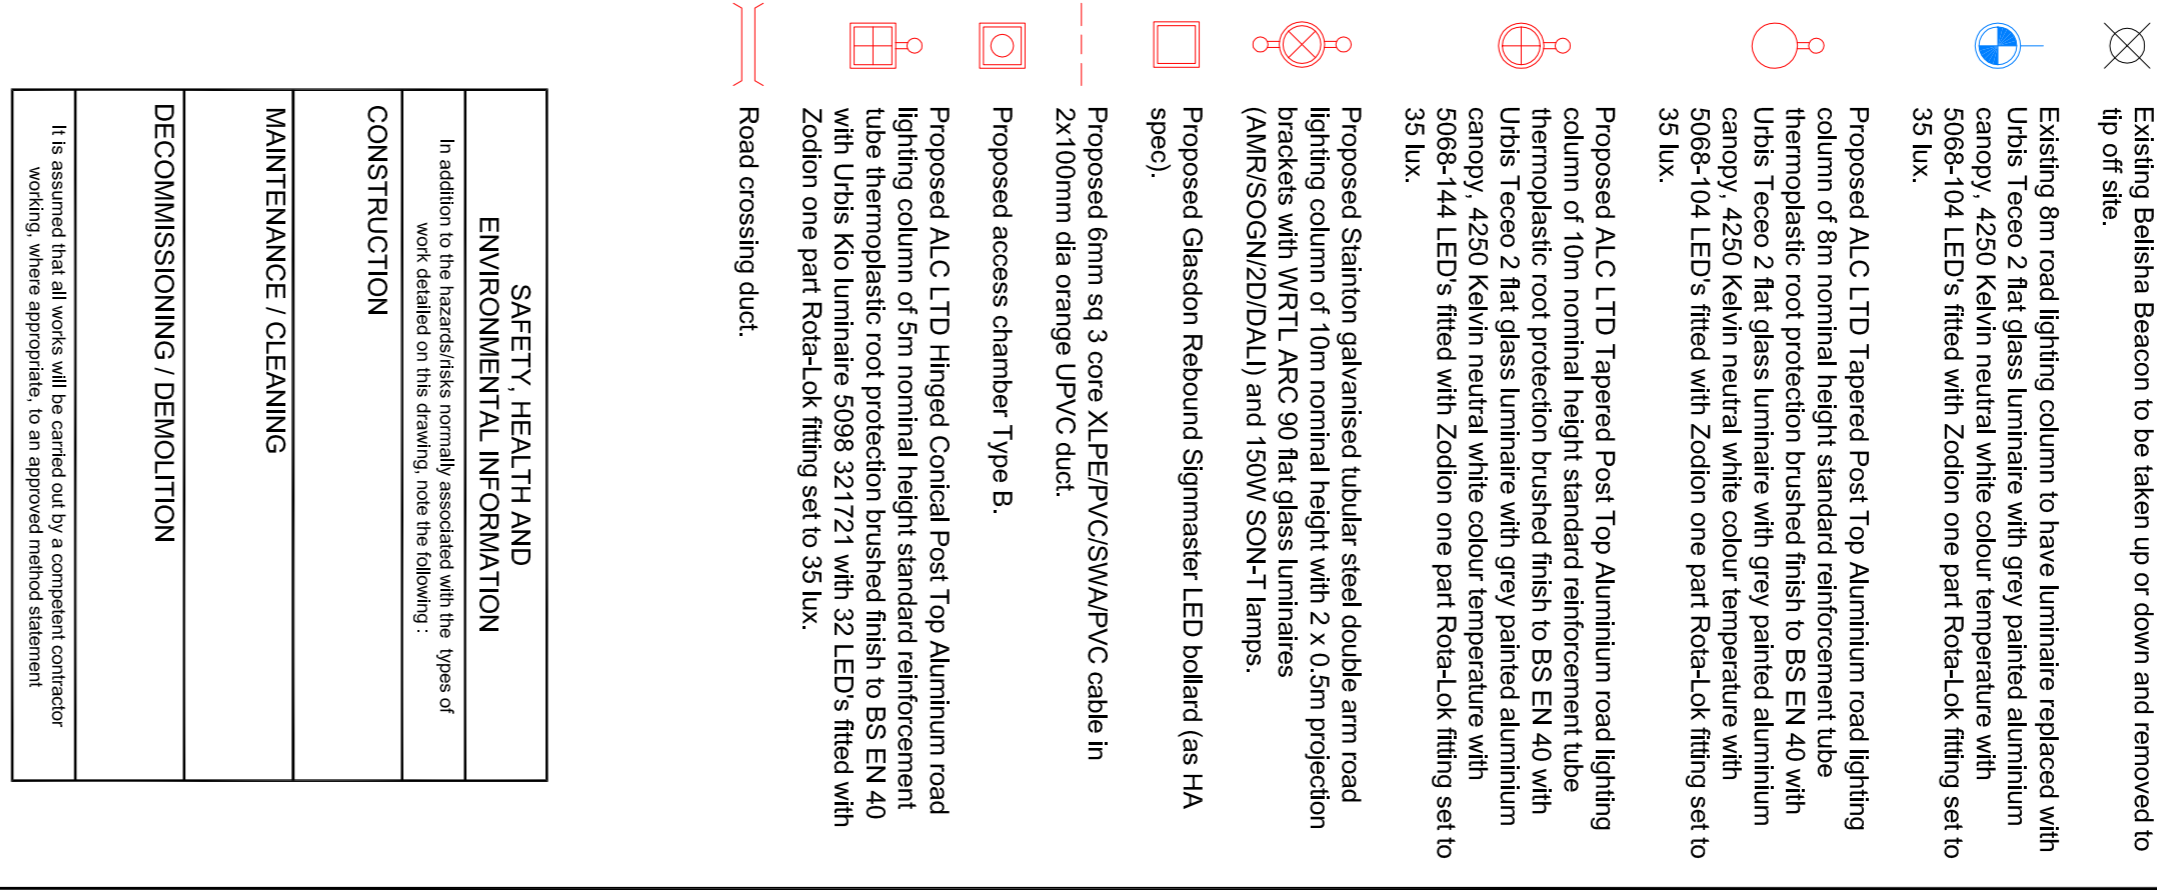 Existing Belisha Beacon to be taken up or down and removed to
tip off site.
Existing 8m road lighting column to have luminaire replaced with
Urbis Teceo 2 flat glass luminaire with grey painted aluminium
canopy, 4250 Kelvin neutral white colour temperature with
5068-104 LED's fitted with Zodion one part Rota-Lok fitting set to
35 lux.
Proposed ALC LTD Tapered Post Top Aluminium road lighting
column of 8m nominal height standard reinforcement tube
thermoplastic root protection brushed finish to BS EN 40 with
Urbis Teceo 2 flat glass luminaire with grey painted aluminium
canopy, 4250 Kelvin neutral white colour temperature with
5068-104 LED's fitted with Zodion one part Rota-Lok fitting set to
35 lux.
Proposed ALC LTD Tapered Post Top Aluminium road lighting
column of 10m nominal height standard reinforcement tube
thermoplastic root protection brushed finish to BS EN 40 with
Urbis Teceo 2 flat glass luminaire with grey painted aluminium
canopy, 4250 Kelvin neutral white colour temperature with
5068-144 LED's fitted with Zodion one part Rota-Lok fitting set to
35 lux.
Proposed Stainton galvanised tubular steel double arm road
lighting column of 10m nominal height with 2 x 0.5m projection
brackets with WRTL ARC 90 flat glass luminaires
(AMR/SOGN/2D/DALI) and 150W SON-T lamps.
Proposed Glasdon Rebound Signmaster LED bollard (as HA
spec).
Proposed 6mm sq 3 core XLPE/PVC/SWA/PVC cable in
2x100mm dia orange UPVC duct.
Proposed access chamber Type B.
Proposed ALC LTD Hinged Conical Post Top Aluminum road
lighting column of 5m nominal height standard reinforcement
tube thermoplastic root protection brushed finish to BS EN 40
with Urbis Kio luminaire 5098 321721 with 32 LED's fitted with
Zodion one part Rota-Lok fitting set to 35 lux.
Road crossing duct.
SAFETY, HEALTH AND
ENVIRONMENTAL INFORMATION
In addition to the hazards/risks normally associated with the types of
work detailed on this drawing, note the following :
CONSTRUCTION
MAINTENANCE / CLEANING
DECOMMISSIONING / DEMOLITION
It is assumed that all works will be carried out by a competent contractor
working, where appropriate, to an approved method statement